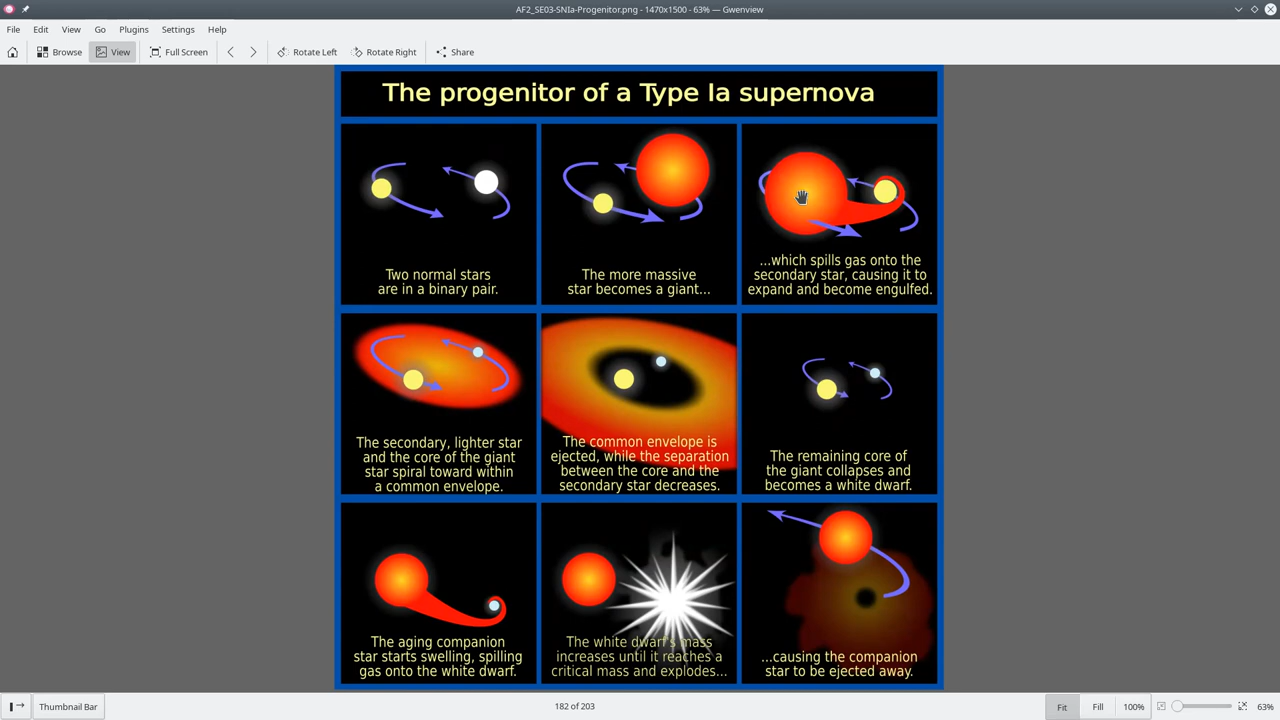 AF2_SE03-SNIa-Progenitor.png - 1470x1500 - 63% — Gwenview
File Edit View Go Plugins Settings Help
Browse View Full Screen Rotate Left Rotate Right Share
The progenitor of a Type Ia supernova
Two normal stars
are in a binary pair.
The more massive
star becomes a giant...
...which spills gas onto the
secondary star, causing it to
expand and become engulfed.
The secondary, lighter star
and the core of the giant
star spiral toward within
a common envelope.
The common envelope is
ejected, while the separation
between the core and the
secondary star decreases.
The remaining core of
the giant collapses and
becomes a white dwarf.
The aging companion
star starts swelling, spilling
gas onto the white dwarf.
The white dwarf's mass
increases until it reaches a
critical mass and explodes...
...causing the companion
star to be ejected away.
Thumbnail Bar 182 of 203 Fit Fill 100% 63%